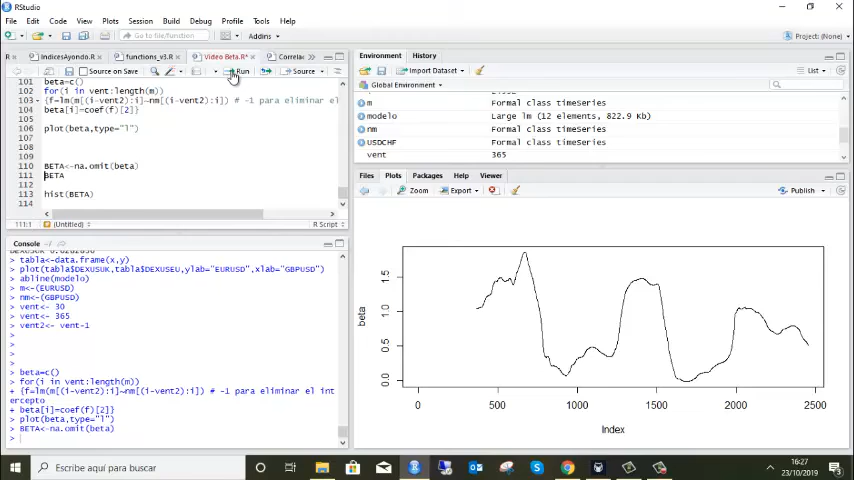 RStudio
File Edit Code View Plots Session Build Debug Profile Tools Help
Go to file/function
Addins
Project: (None)
IndicesAyondo.R
functions_v3.R
Video Beta.R*
Correlac
Source on Save
Run
Source
101 beta=c()
102 for(i in vent:length(m))
103 {f=lm(m[(i-vent2):i]~nm[(i-vent2):i]) # -1 para eliminar el
104 beta[i]=coef(f)[2]}
105
106 plot(beta,type="l")
107
108
109
110 BETA<-na.omit(beta)
111 BETA
112
113 hist(BETA)
114
111:1
(Untitled)
R Script
Console ~/
> tabla<-data.frame(x,y)
> plot(tabla$DEXUSUK,tabla$DEXUSEU,ylab="EURUSD",xlab="GBPUSD")
> abline(modelo)
> m<-(EURUSD)
> nm<-(GBPUSD)
> vent<- 30
> vent<- 365
> vent2<- vent-1
>
>
>
> beta=c()
> for(i in vent:length(m))
+ {f=lm(m[(i-vent2):i]~nm[(i-vent2):i]) # -1 para eliminar el int
ercepto
+ beta[i]=coef(f)[2]}
> plot(beta,type="l")
> BETA<-na.omit(beta)
>
Environment History
Import Dataset
List
Global Environment
m Formal class timeSeries
modelo Large lm (12 elements, 822.9 Kb)
nm Formal class timeSeries
USDCHF Formal class timeSeries
vent 365
Files Plots Packages Help Viewer
Zoom
Export
Publish
beta
1.5
1.0
0.5
0.0
0 500 1000 1500 2000 2500
Index
Escribe aquí para buscar
16:27
23/10/2019